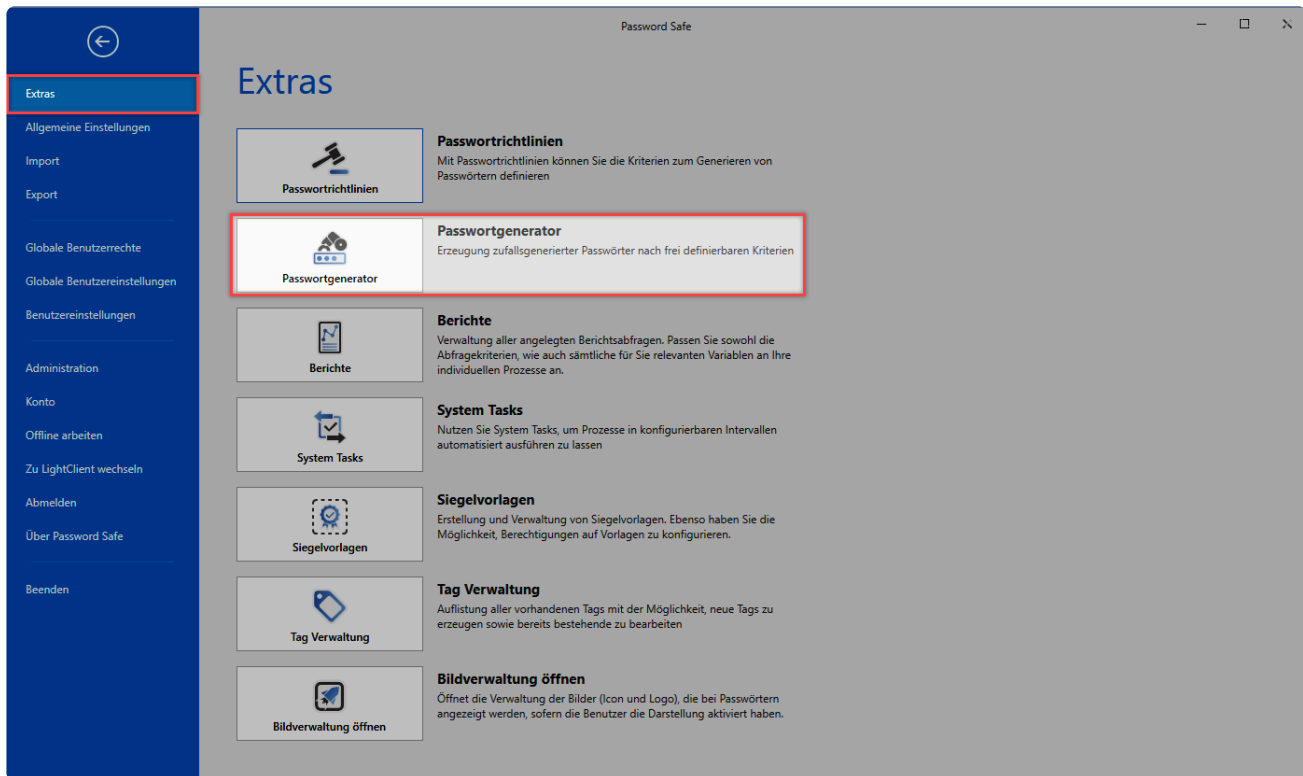 Password Safe
Extras
Allgemeine Einstellungen
Import
Export
Globale Benutzerrechte
Globale Benutzereinstellungen
Benutzereinstellungen
Administration
Konto
Offline arbeiten
Zu LightClient wechseln
Abmelden
Über Password Safe
Beenden
Extras
Passwortrichtlinien
Passwortrichtlinien
Mit Passwortrichtlinien können Sie die Kriterien zum Generieren von
Passwörtern definieren
Passwortgenerator
Passwortgenerator
Erzeugung zufallsgenerierter Passwörter nach frei definierbaren Kriterien
Berichte
Berichte
Verwaltung aller angelegten Berichtsabfragen. Passen Sie sowohl die
Abfragekriterien, wie auch sämtliche für Sie relevanten Variablen an Ihre
individuellen Prozesse an.
System Tasks
System Tasks
Nutzen Sie System Tasks, um Prozesse in konfigurierbaren Intervallen
automatisiert ausführen zu lassen
Siegelvorlagen
Siegelvorlagen
Erstellung und Verwaltung von Siegelvorlagen. Ebenso haben Sie die
Möglichkeit, Berechtigungen auf Vorlagen zu konfigurieren.
Tag Verwaltung
Tag Verwaltung
Auflistung aller vorhandenen Tags mit der Möglichkeit, neue Tags zu
erzeugen sowie bereits bestehende zu bearbeiten
Bildverwaltung öffnen
Bildverwaltung öffnen
Öffnet die Verwaltung der Bilder (Icon und Logo), die bei Passwörtern
angezeigt werden, sofern die Benutzer die Darstellung aktiviert haben.